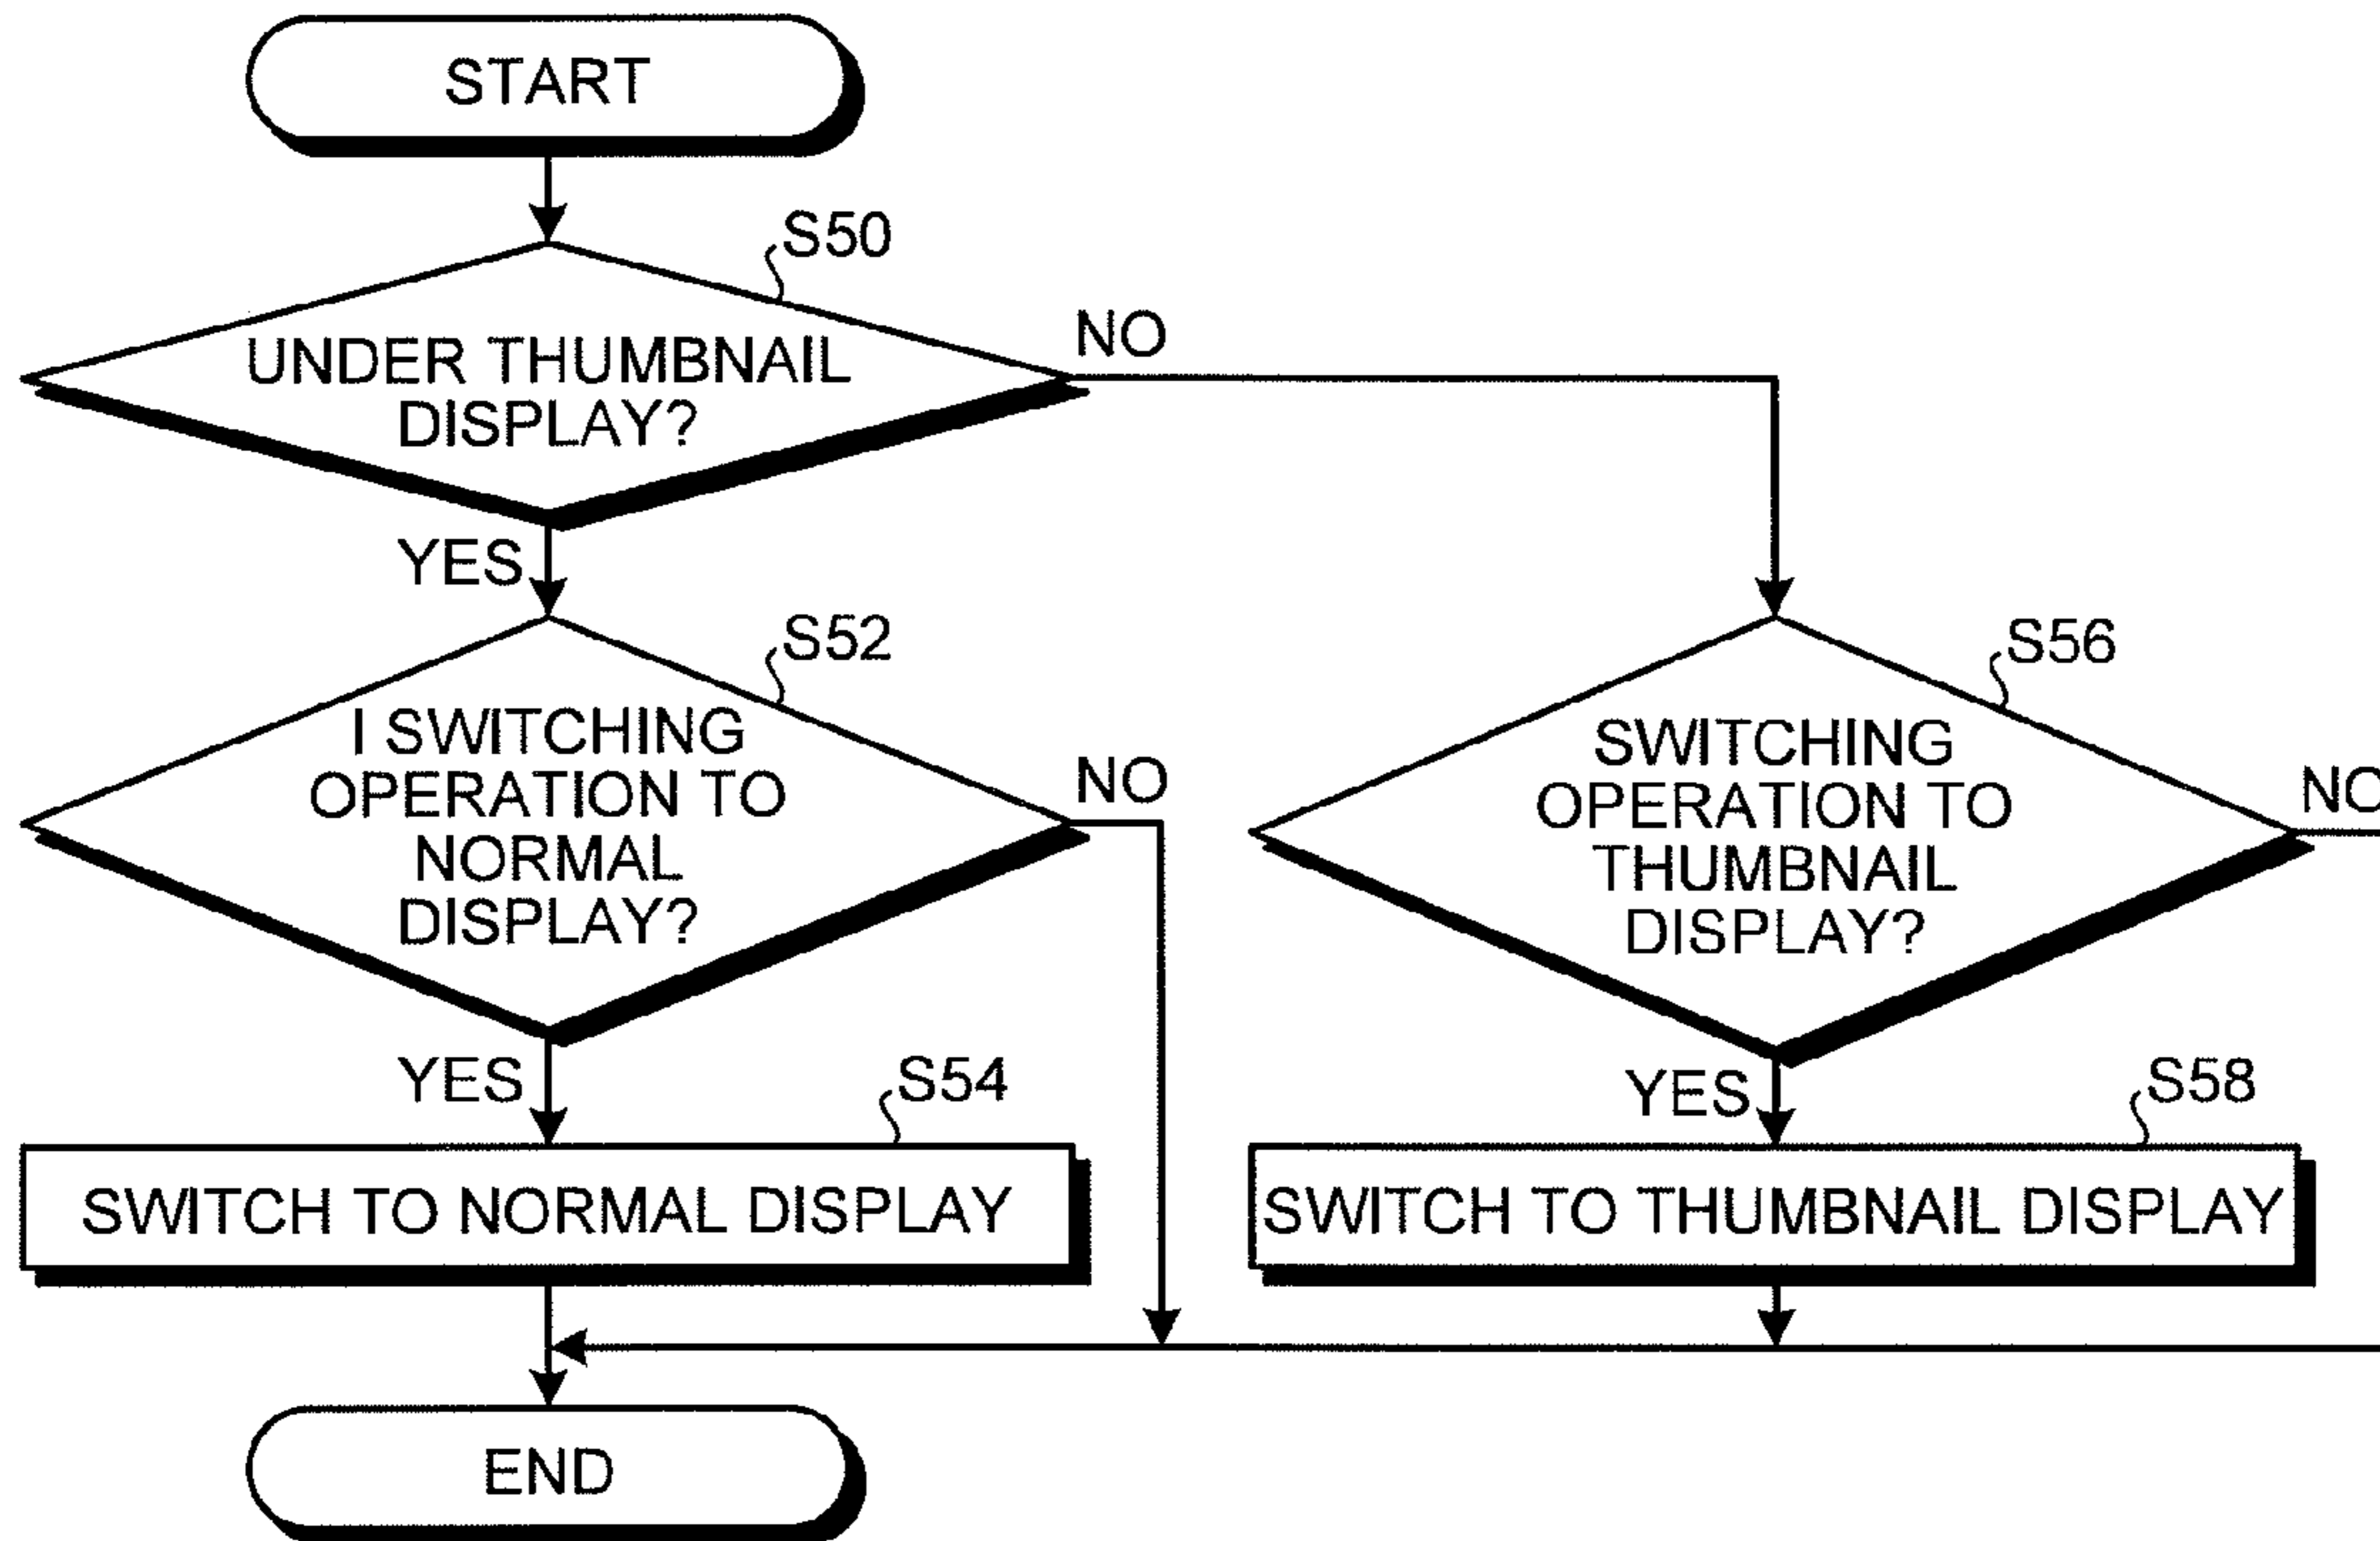 START
S50
UNDER THUMBNAIL
DISPLAY?
NO
YES
S52
I SWITCHING
OPERATION TO
NORMAL
DISPLAY?
NO
S56
SWITCHING
OPERATION TO
THUMBNAIL
DISPLAY?
NO
YES
S54
SWITCH TO NORMAL DISPLAY
YES
S58
SWITCH TO THUMBNAIL DISPLAY
END